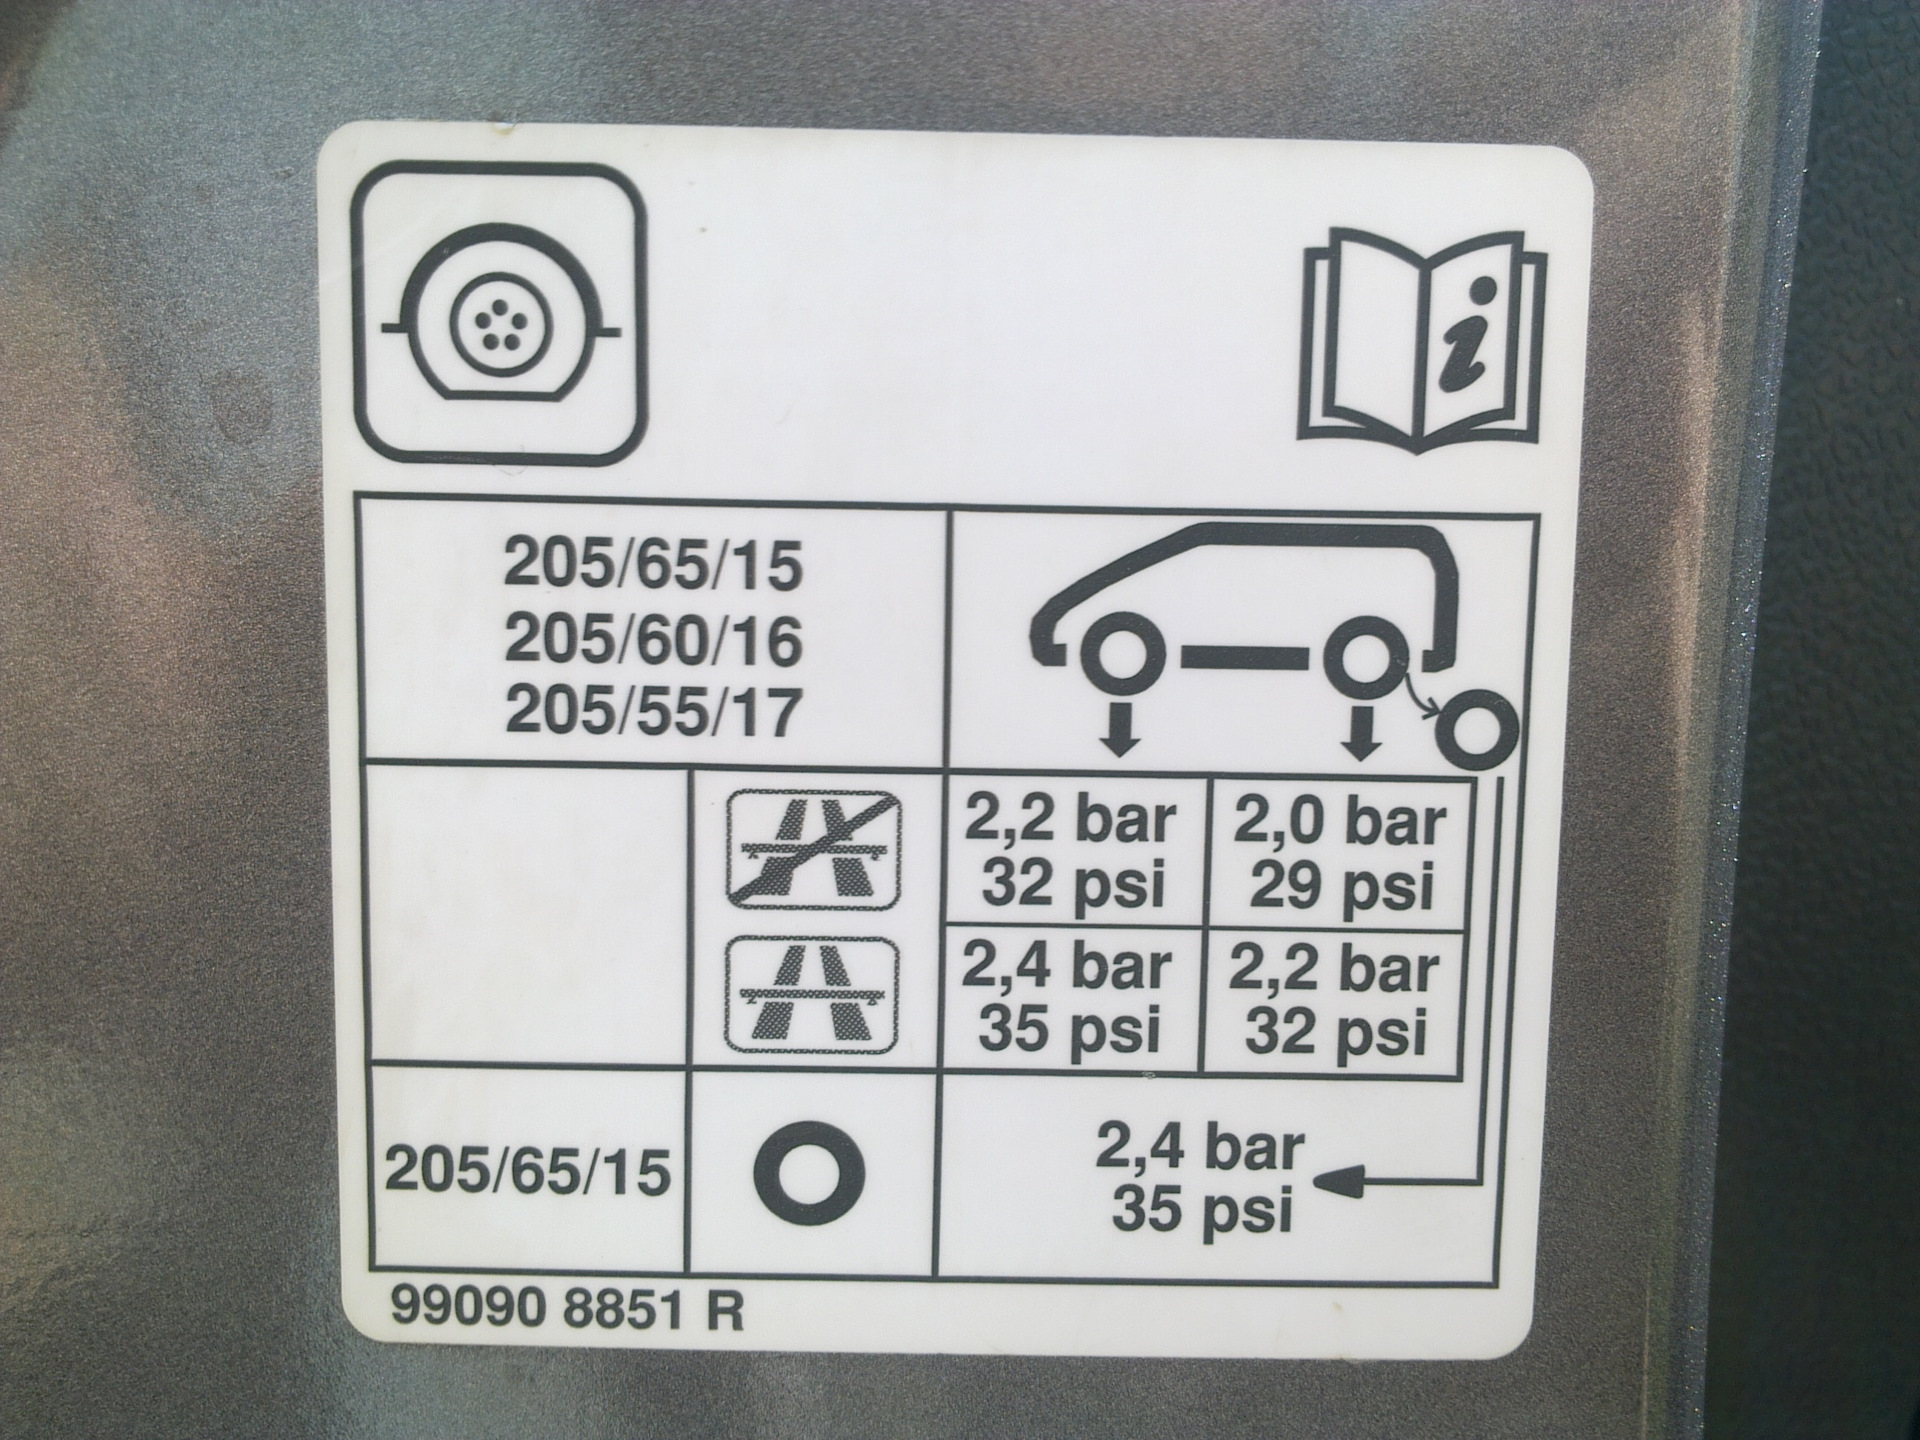 i
205/65/15
205/60/16
205/55/17
2,2 bar
32 psi
2,0 bar
29 psi
2,4 bar
35 psi
2,2 bar
32 psi
205/65/15
2,4 bar
35 psi
99090 8851 R